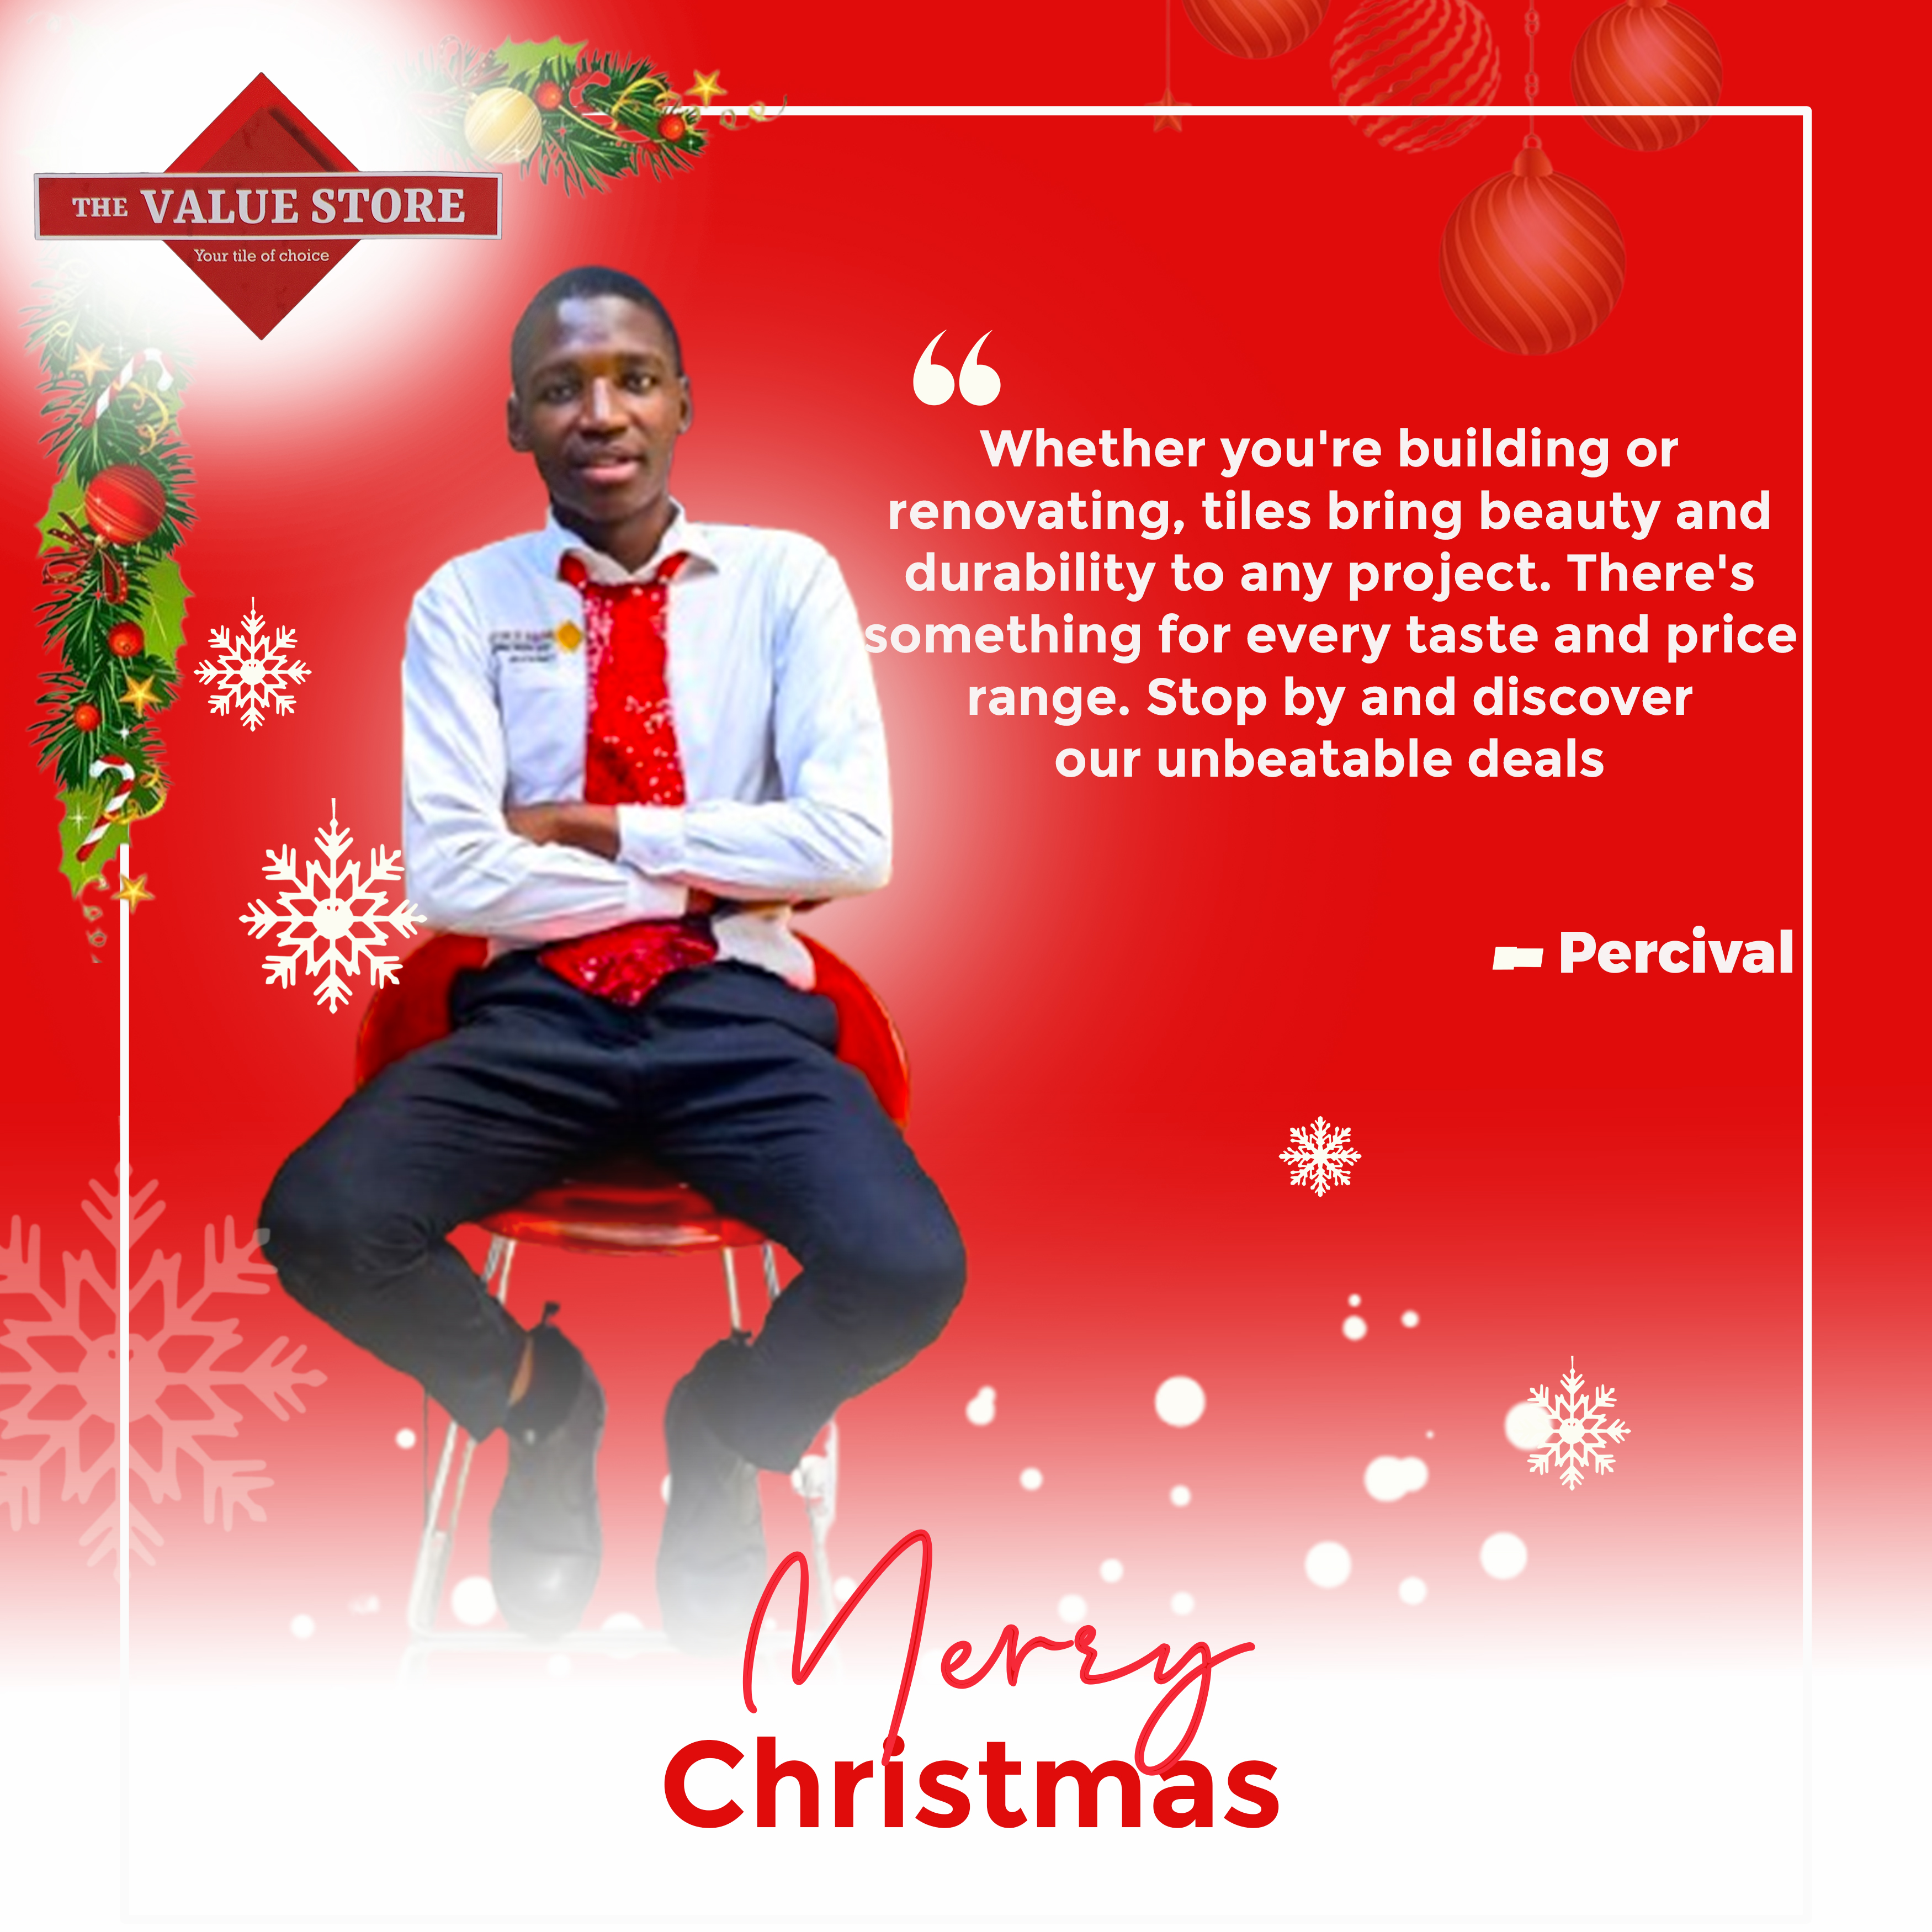 THE VALUE STORE
Your tile of choice
“
Whether you're building or
renovating, tiles bring beauty and
durability to any project. There's
something for every taste and price
range. Stop by and discover
our unbeatable deals
- Percival
Merry
Christmas